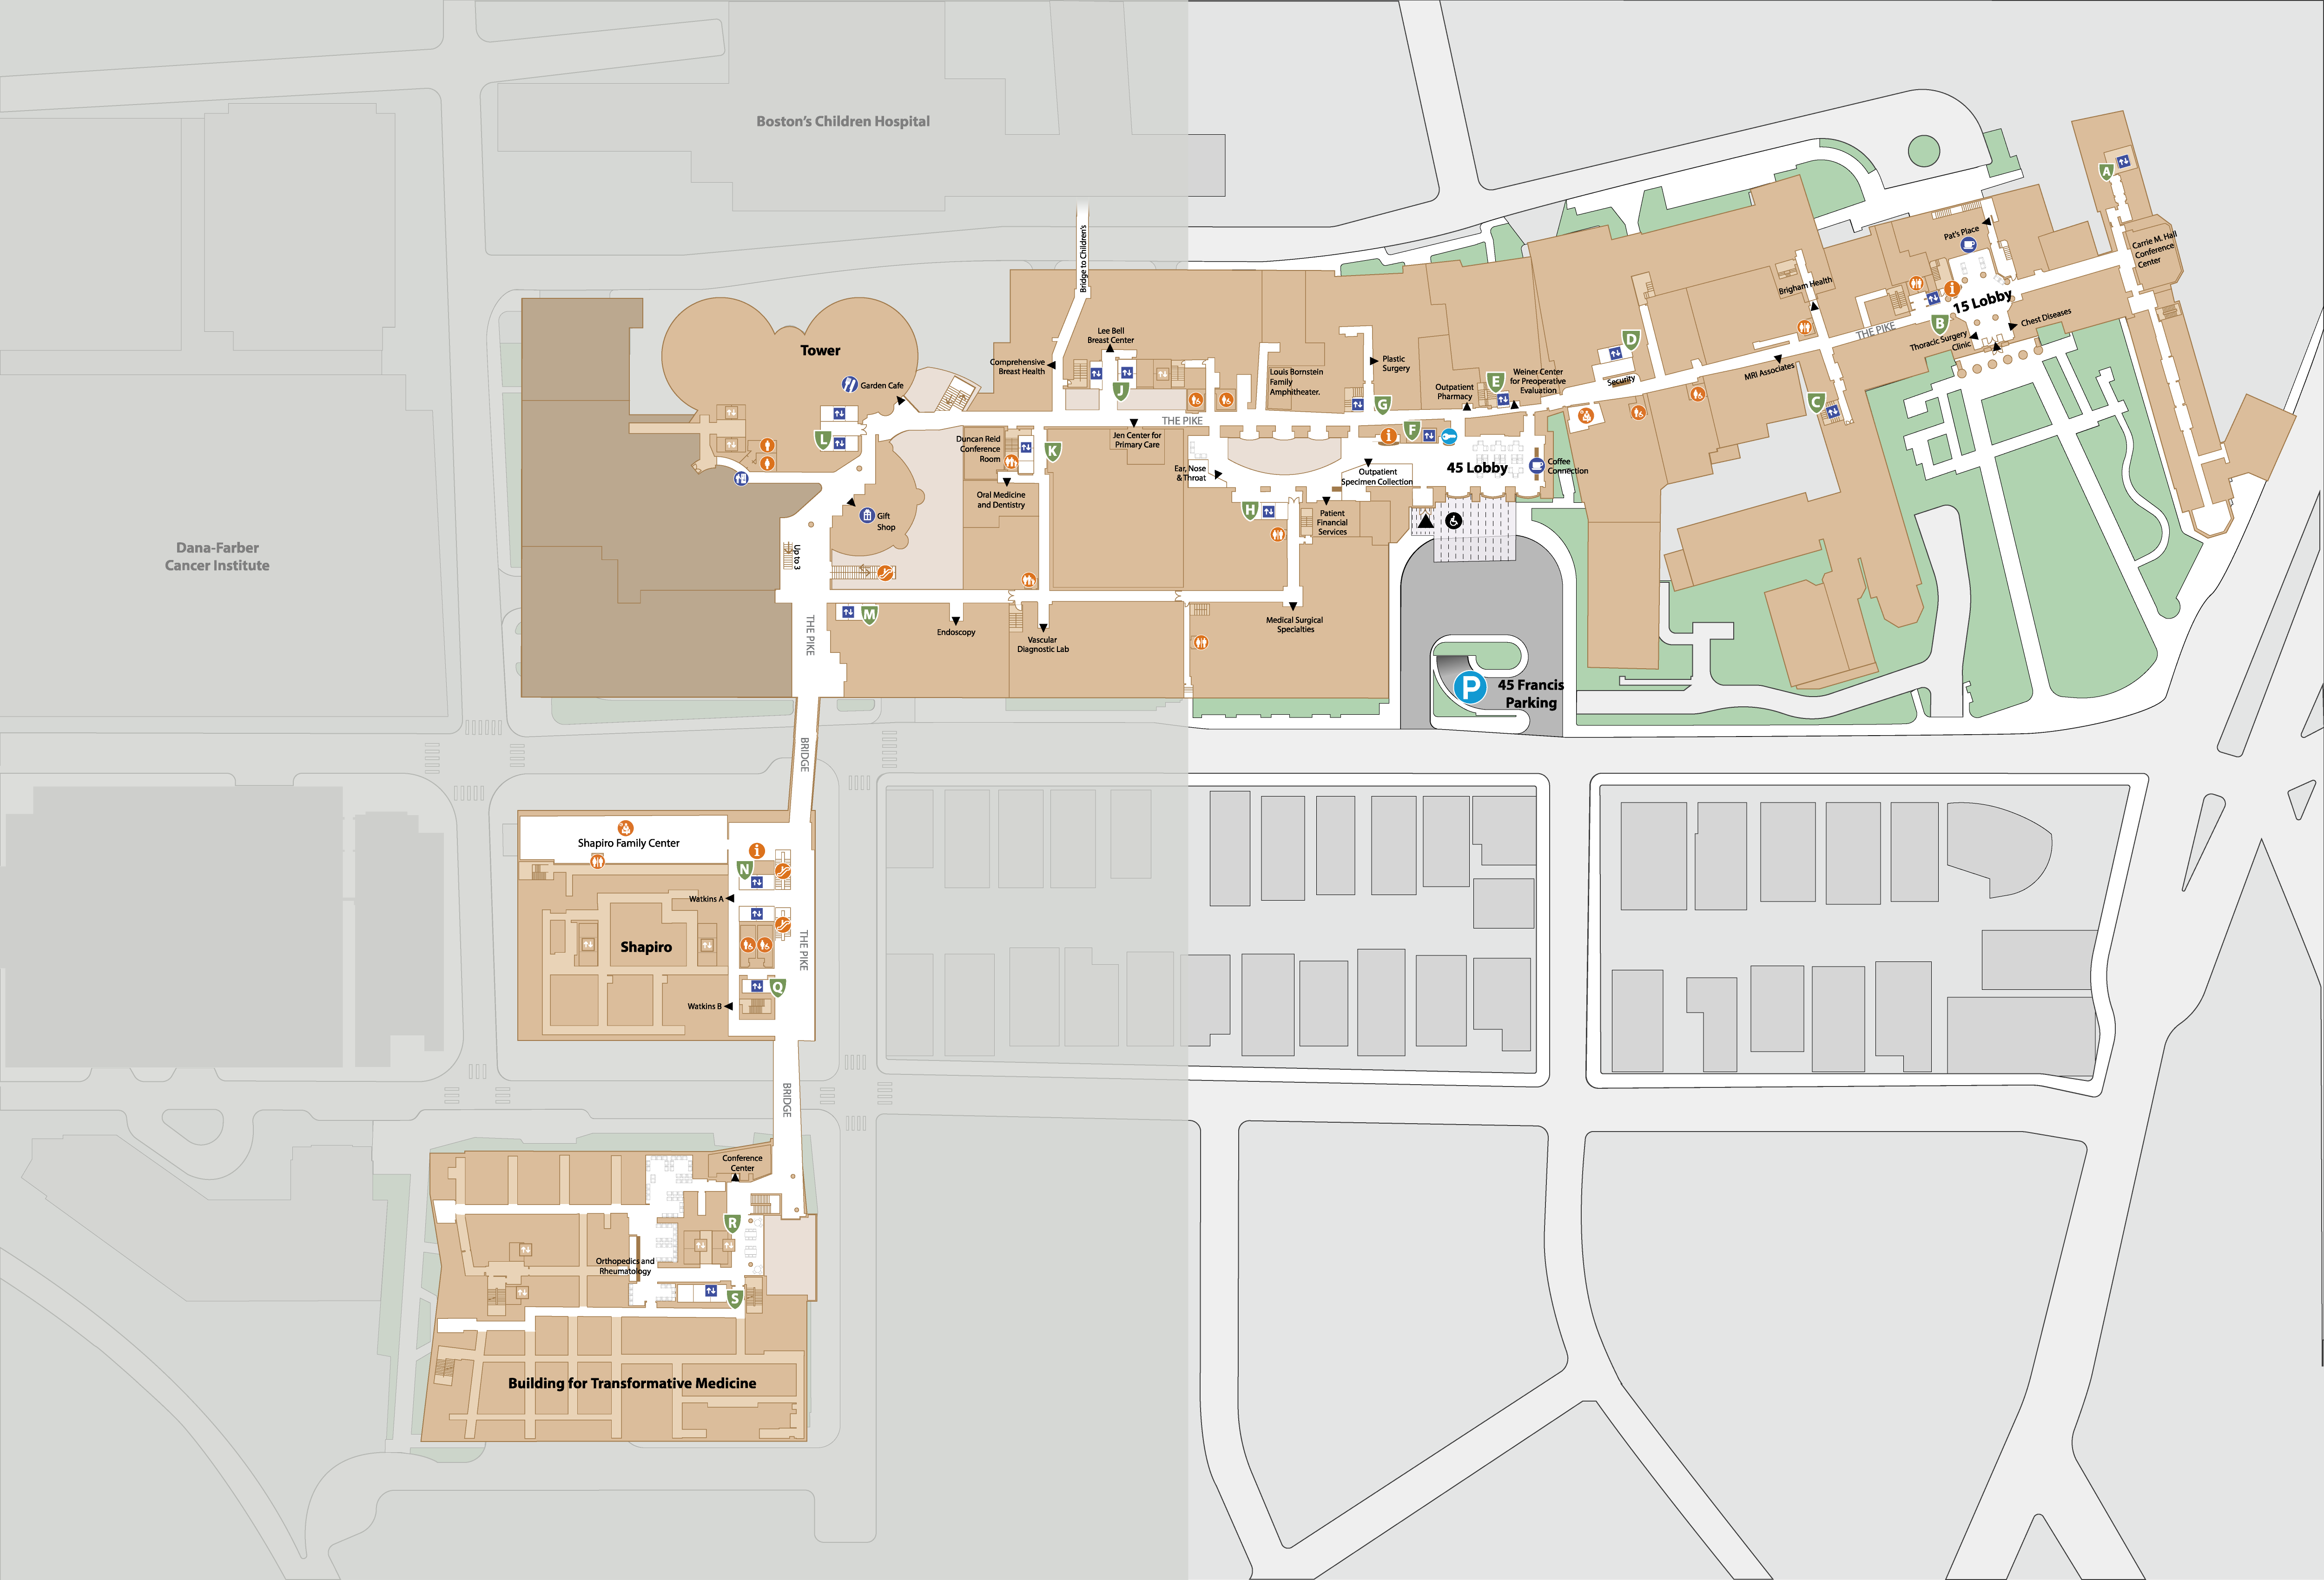 Boston's Children Hospital
Dana-Farber
Cancer Institute
Tower
Garden Cafe
L
Gift
Shop
Up to 3
THE PIKE
M
Bridge to Children's
Lee Bell
Breast Center
Comprehensive
Breast Health
J
THE PIKE
Jen Center for
Primary Care
Duncan Reid
Conference
Room
K
Oral Medicine
and Dentistry
Endoscopy
Vascular
Diagnostic Lab
Louis Bornstein
Family
Amphitheater.
Plastic
Surgery
G
Ear, Nose
& Throat
H
i
F
Outpatient
Specimen Collection
Patient
Financial
Services
Medical Surgical
Specialties
Outpatient
Pharmacy
E
Weiner Center
for Preoperative
Evaluation
45 Lobby
Coffee
Connection
P
45 Francis
Parking
D
Security
MRI Associates
Brigham Health
C
THE PIKE
Pat's Place
i
15 Lobby
B
Chest Diseases
Thoracic Surgery
Clinic
A
Carrie M. Hall
Conference
Center
BRIDGE
Shapiro Family Center
i
N
Watkins A
Shapiro
THE PIKE
Q
Watkins B
BRIDGE
Conference
Center
R
Orthopedics and
Rheumatology
S
Building for Transformative Medicine